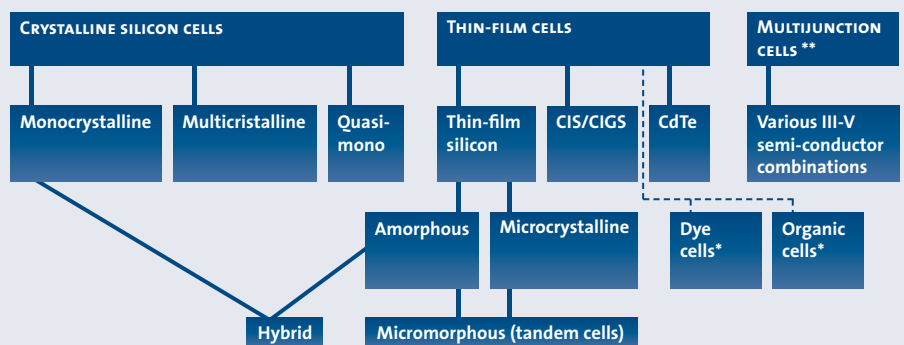 CRYSTALLINE SILICON CELLS
THIN-FILM CELLS
MULTIJUNCTION
CELLS **
Monocrystalline
Multicristalline
Quasi-
mono
Thin-film
silicon
CIS/CIGS
CdTe
Various III-V
semi-conductor
combinations
Amorphous
Microcrystalline
Dye
cells*
Organic
cells*
Hybrid
Micromorphous (tandem cells)